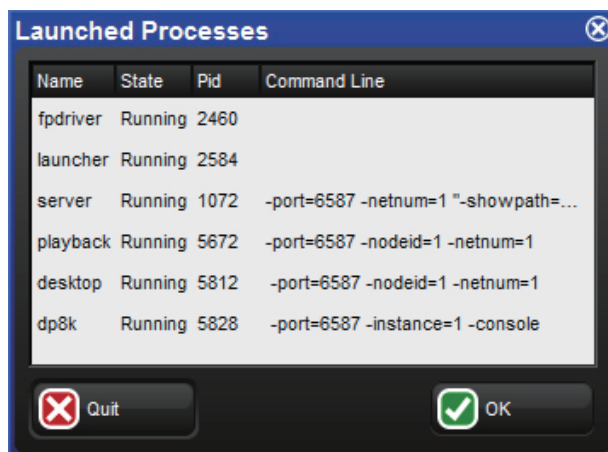 Launched Processes
Name State Pid Command Line
fpdriver Running 2460
launcher Running 2584
server Running 1072 -port=6587 -netnum=1 "-showpath=...
playback Running 5672 -port=6587 -nodeid=1 -netnum=1
desktop Running 5812 -port=6587 -nodeid=1 -netnum=1
dp8k Running 5828 -port=6587 -instance=1 -console
Quit OK